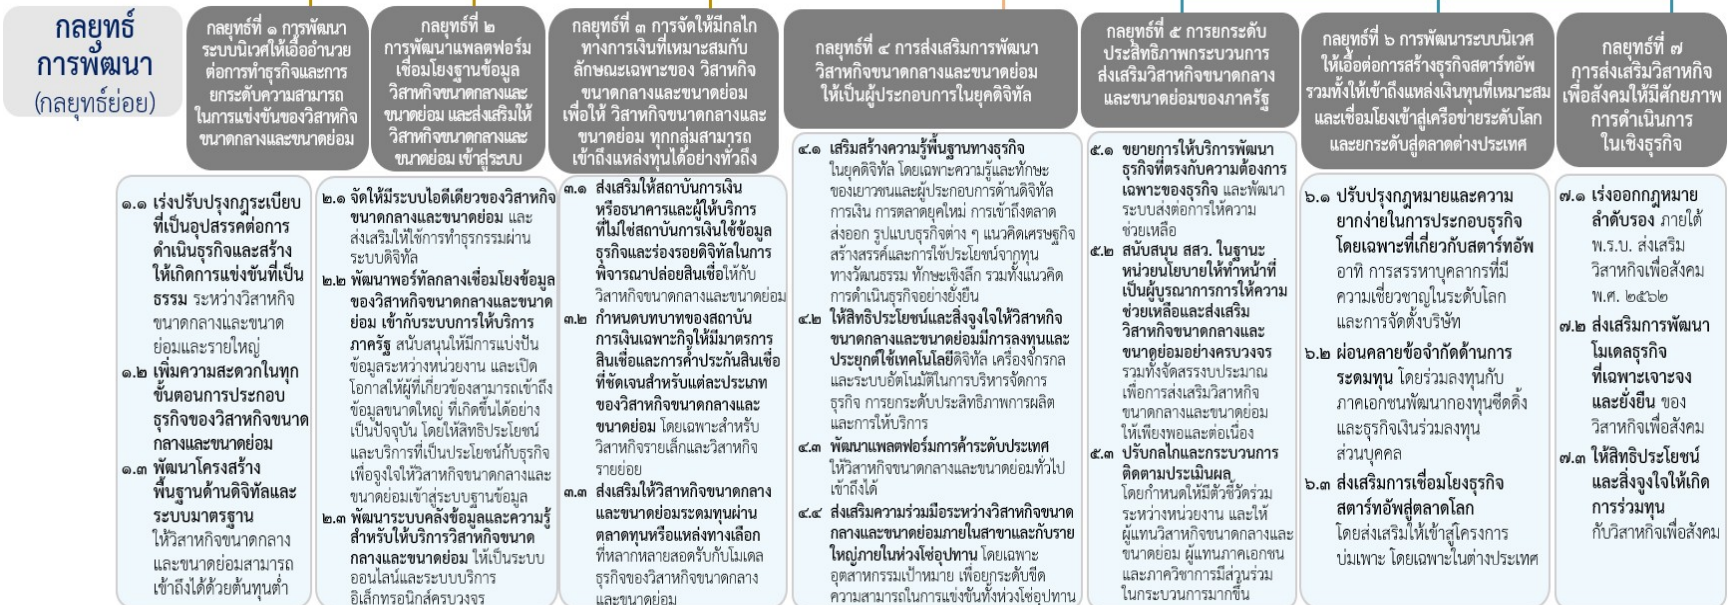 กลยุทธ์
การพัฒนา
(กลยุทธ์ย่อย)
กลยุทธ์ที่ ๑ การพัฒนา
ระบบนิเวศให้เอื้ออำนวย
ต่อการทำธุรกิจและการ
ยกระดับความสามารถ
ในการแข่งขันของวิสาหกิจ
ขนาดกลางและขนาดย่อม
๑.๑ เร่งปรับปรุงกฎระเบียบ
ที่เป็นอุปสรรคต่อการ
ดำเนินธุรกิจและสร้าง
ให้เกิดการแข่งขันที่เป็น
ธรรม ระหว่างวิสาหกิจ
ขนาดกลางและขนาด
ย่อมและรายใหญ่
๑.๒ เพิ่มความสะดวกในทุก
ขั้นตอนการประกอบ
ธุรกิจของวิสาหกิจขนาด
กลางและขนาดย่อม
๑.๓ พัฒนาโครงสร้าง
พื้นฐานด้านดิจิทัลและ
ระบบมาตรฐาน
ให้วิสาหกิจขนาดกลาง
และขนาดย่อมสามารถ
เข้าถึงได้ด้วยต้นทุนต่ำ
กลยุทธ์ที่ ๒
การพัฒนาแพลตฟอร์ม
เชื่อมโยงฐานข้อมูล
วิสาหกิจขนาดกลางและ
ขนาดย่อม และส่งเสริมให้
วิสาหกิจขนาดกลางและ
ขนาดย่อม เข้าสู่ระบบ
๒.๑ จัดให้มีระบบไอดีเดียวของวิสาหกิจ
ขนาดกลางและขนาดย่อม และ
ส่งเสริมให้ใช้การทำธุรกรรมผ่าน
ระบบดิจิทัล
๒.๒ พัฒนาพอร์ทัลกลางเชื่อมโยงข้อมูล
ของวิสาหกิจขนาดกลางและขนาด
ย่อม เข้ากับระบบการให้บริการ
ภาครัฐ สนับสนุนให้มีการแบ่งปัน
ข้อมูลระหว่างหน่วยงาน และเปิด
โอกาสให้ผู้ที่เกี่ยวข้องสามารถเข้าถึง
ข้อมูลขนาดใหญ่ ที่เกิดขึ้นได้อย่าง
เป็นปัจจุบัน โดยให้สิทธิประโยชน์
และบริการที่เป็นประโยชน์กับธุรกิจ
เพื่อจูงใจให้วิสาหกิจขนาดกลางและ
ขนาดย่อมเข้าสู่ระบบฐานข้อมูล
๒.๓ พัฒนาระบบคลังข้อมูลและความรู้
สำหรับให้บริการวิสาหกิจขนาด
กลางและขนาดย่อม ให้เป็นระบบ
ออนไลน์และระบบบริการ
อิเล็กทรอนิกส์ครบวงจร
กลยุทธ์ที่ ๓ การจัดให้มีกลไก
ทางการเงินที่เหมาะสมกับ
ลักษณะเฉพาะของ วิสาหกิจ
ขนาดกลางและขนาดย่อม
เพื่อให้ วิสาหกิจขนาดกลางและ
ขนาดย่อม ทุกกลุ่มสามารถ
เข้าถึงแหล่งทุนได้อย่างทั่วถึง
๓.๑ ส่งเสริมให้สถาบันการเงิน
หรือธนาคารและผู้ให้บริการ
ที่ไม่ใช่สถาบันการเงินใช้ข้อมูล
ธุรกิจและร่องรอยดิจิทัลในการ
พิจารณาปล่อยสินเชื่อให้กับ
วิสาหกิจขนาดกลางและขนาดย่อม
๓.๒ กำหนดบทบาทของสถาบัน
การเงินเฉพาะกิจให้มีมาตรการ
สินเชื่อและการค้ำประกันสินเชื่อ
ที่ชัดเจนสำหรับแต่ละประเภท
ของวิสาหกิจขนาดกลางและ
ขนาดย่อม โดยเฉพาะสำหรับ
วิสาหกิจรายเล็กและวิสาหกิจ
รายย่อย
๓.๓ ส่งเสริมให้วิสาหกิจขนาดกลาง
และขนาดย่อมระดมทุนผ่าน
ตลาดทุนหรือแหล่งทางเลือก
ที่หลากหลายสอดรับกับโมเดล
ธุรกิจของวิสาหกิจขนาดกลาง
และขนาดย่อม
กลยุทธ์ที่ ๔ การส่งเสริมการพัฒนา
วิสาหกิจขนาดกลางและขนาดย่อม
ให้เป็นผู้ประกอบการในยุคดิจิทัล
๔.๑ เสริมสร้างความรู้พื้นฐานทางธุรกิจ
ในยุคดิจิทัล โดยเฉพาะความรู้และทักษะ
ของเยาวชนและผู้ประกอบการด้านดิจิทัล
การเงิน การตลาดยุคใหม่ การเข้าถึงตลาด
ส่งออก รูปแบบธุรกิจต่าง ๆ แนวคิดเศรษฐกิจ
สร้างสรรค์และการใช้ประโยชน์จากทุน
ทางวัฒนธรรม ทักษะเชิงลึก รวมทั้งแนวคิด
การดำเนินธุรกิจอย่างยั่งยืน
๔.๒ ให้สิทธิประโยชน์และสิ่งจูงใจให้วิสาหกิจ
ขนาดกลางและขนาดย่อมมีการลงทุนและ
ประยุกต์ใช้เทคโนโลยีดิจิทัล เครื่องจักรกล
และระบบอัตโนมัติในการบริหารจัดการ
ธุรกิจ การยกระดับประสิทธิภาพการผลิต
และการให้บริการ
๔.๓ พัฒนาแพลตฟอร์มการค้าระดับประเทศ
ให้วิสาหกิจขนาดกลางและขนาดย่อมทั่วไป
เข้าถึงได้
๔.๔ ส่งเสริมความร่วมมือระหว่างวิสาหกิจขนาด
กลางและขนาดย่อมภายในสาขาและกับราย
ใหญ่ภายในห่วงโซ่อุปทาน โดยเฉพาะ
อุตสาหกรรมเป้าหมาย เพื่อยกระดับขีด
ความสามารถในการแข่งขันทั้งห่วงโซ่อุปทาน
กลยุทธ์ที่ ๕ การยกระดับ
ประสิทธิภาพกระบวนการ
ส่งเสริมวิสาหกิจขนาดกลาง
และขนาดย่อมของภาครัฐ
๕.๑ ขยายการให้บริการพัฒนา
ธุรกิจที่ตรงกับความต้องการ
เฉพาะของธุรกิจ และพัฒนา
ระบบส่งต่อการให้ความ
ช่วยเหลือ
๕.๒ สนับสนุน สสว. ในฐานะ
หน่วยนโยบายให้ทำหน้าที่
เป็นผู้บูรณาการการให้ความ
ช่วยเหลือและส่งเสริม
วิสาหกิจขนาดกลางและ
ขนาดย่อมอย่างครบวงจร
รวมทั้งจัดสรรงบประมาณ
เพื่อการส่งเสริมวิสาหกิจ
ขนาดกลางและขนาดย่อม
ให้เพียงพอและต่อเนื่อง
๕.๓ ปรับกลไกและกระบวนการ
ติดตามประเมินผล
โดยกำหนดให้มีตัวชี้วัดร่วม
ระหว่างหน่วยงาน และให้
ผู้แทนวิสาหกิจขนาดกลางและ
ขนาดย่อม ผู้แทนภาคเอกชน
และภาควิชาการมีส่วนร่วม
ในกระบวนการมากขึ้น
กลยุทธ์ที่ ๖ การพัฒนาระบบนิเวศ
ให้เอื้อต่อการสร้างธุรกิจสตาร์ทอัพ
รวมทั้งให้เข้าถึงแหล่งเงินทุนที่เหมาะสม
และเชื่อมโยงเข้าสู่เครือข่ายระดับโลก
และยกระดับสู่ตลาดต่างประเทศ
๖.๑ ปรับปรุงกฎหมายและความ
ยากง่ายในการประกอบธุรกิจ
โดยเฉพาะที่เกี่ยวกับสตาร์ทอัพ
อาทิ การสรรหาบุคลากรที่มี
ความเชี่ยวชาญในระดับโลก
และการจัดตั้งบริษัท
๖.๒ ผ่อนคลายข้อจำกัดด้านการ
ระดมทุน โดยร่วมลงทุนกับ
ภาคเอกชนพัฒนากองทุนซีดดิ้ง
และธุรกิจเงินร่วมลงทุน
ส่วนบุคคล
๖.๓ ส่งเสริมการเชื่อมโยงธุรกิจ
สตาร์ทอัพสู่ตลาดโลก
โดยส่งเสริมให้เข้าสู่โครงการ
บ่มเพาะ โดยเฉพาะในต่างประเทศ
กลยุทธ์ที่ ๗
การส่งเสริมวิสาหกิจ
เพื่อสังคมให้มีศักยภาพ
การดำเนินการ
ในเชิงธุรกิจ
๗.๑ เร่งออกกฎหมาย
ลำดับรอง ภายใต้
พ.ร.บ. ส่งเสริม
วิสาหกิจเพื่อสังคม
พ.ศ. ๒๕๖๒
๗.๒ ส่งเสริมการพัฒนา
โมเดลธุรกิจ
ที่เฉพาะเจาะจง
และยั่งยืน ของ
วิสาหกิจเพื่อสังคม
๗.๓ ให้สิทธิประโยชน์
และสิ่งจูงใจให้เกิด
การร่วมทุน
กับวิสาหกิจเพื่อสังคม